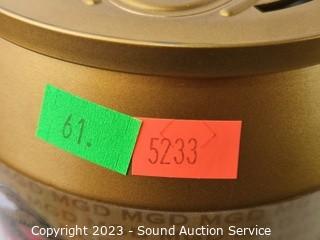 61.
5233
MGD MGD MGD
Copyright 2023 - Sound Auction Service